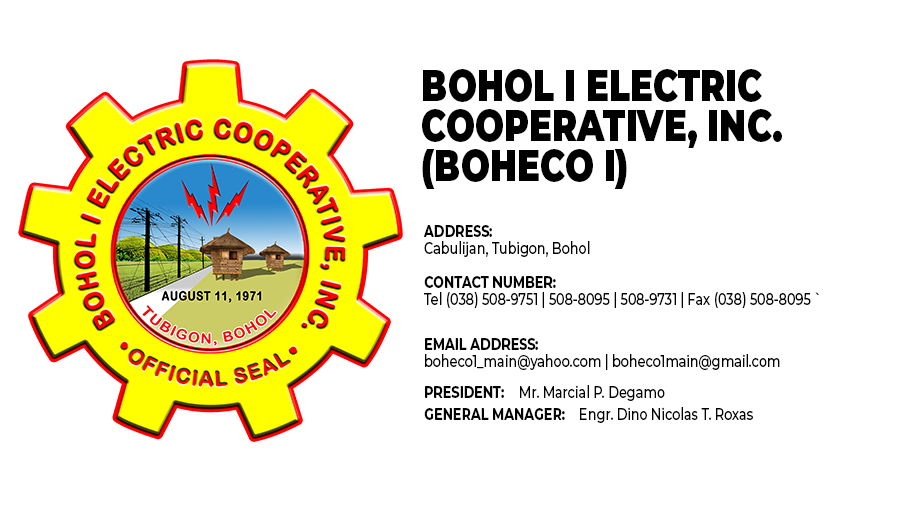 BOHOL I ELECTRIC COOPERATIVE, INC.
AUGUST 11, 1971
TUBIGON, BOHOL
• OFFICIAL SEAL •
BOHOL I ELECTRIC
COOPERATIVE, INC.
(BOHECO I)
ADDRESS:
Cabulijan, Tubigon, Bohol
CONTACT NUMBER:
Tel (038) 508-9751 | 508-8095 | 508-9731 | Fax (038) 508-8095 `
EMAIL ADDRESS:
boheco1_main@yahoo.com | boheco1main@gmail.com
PRESIDENT: Mr. Marcial P. Degamo
GENERAL MANAGER: Engr. Dino Nicolas T. Roxas